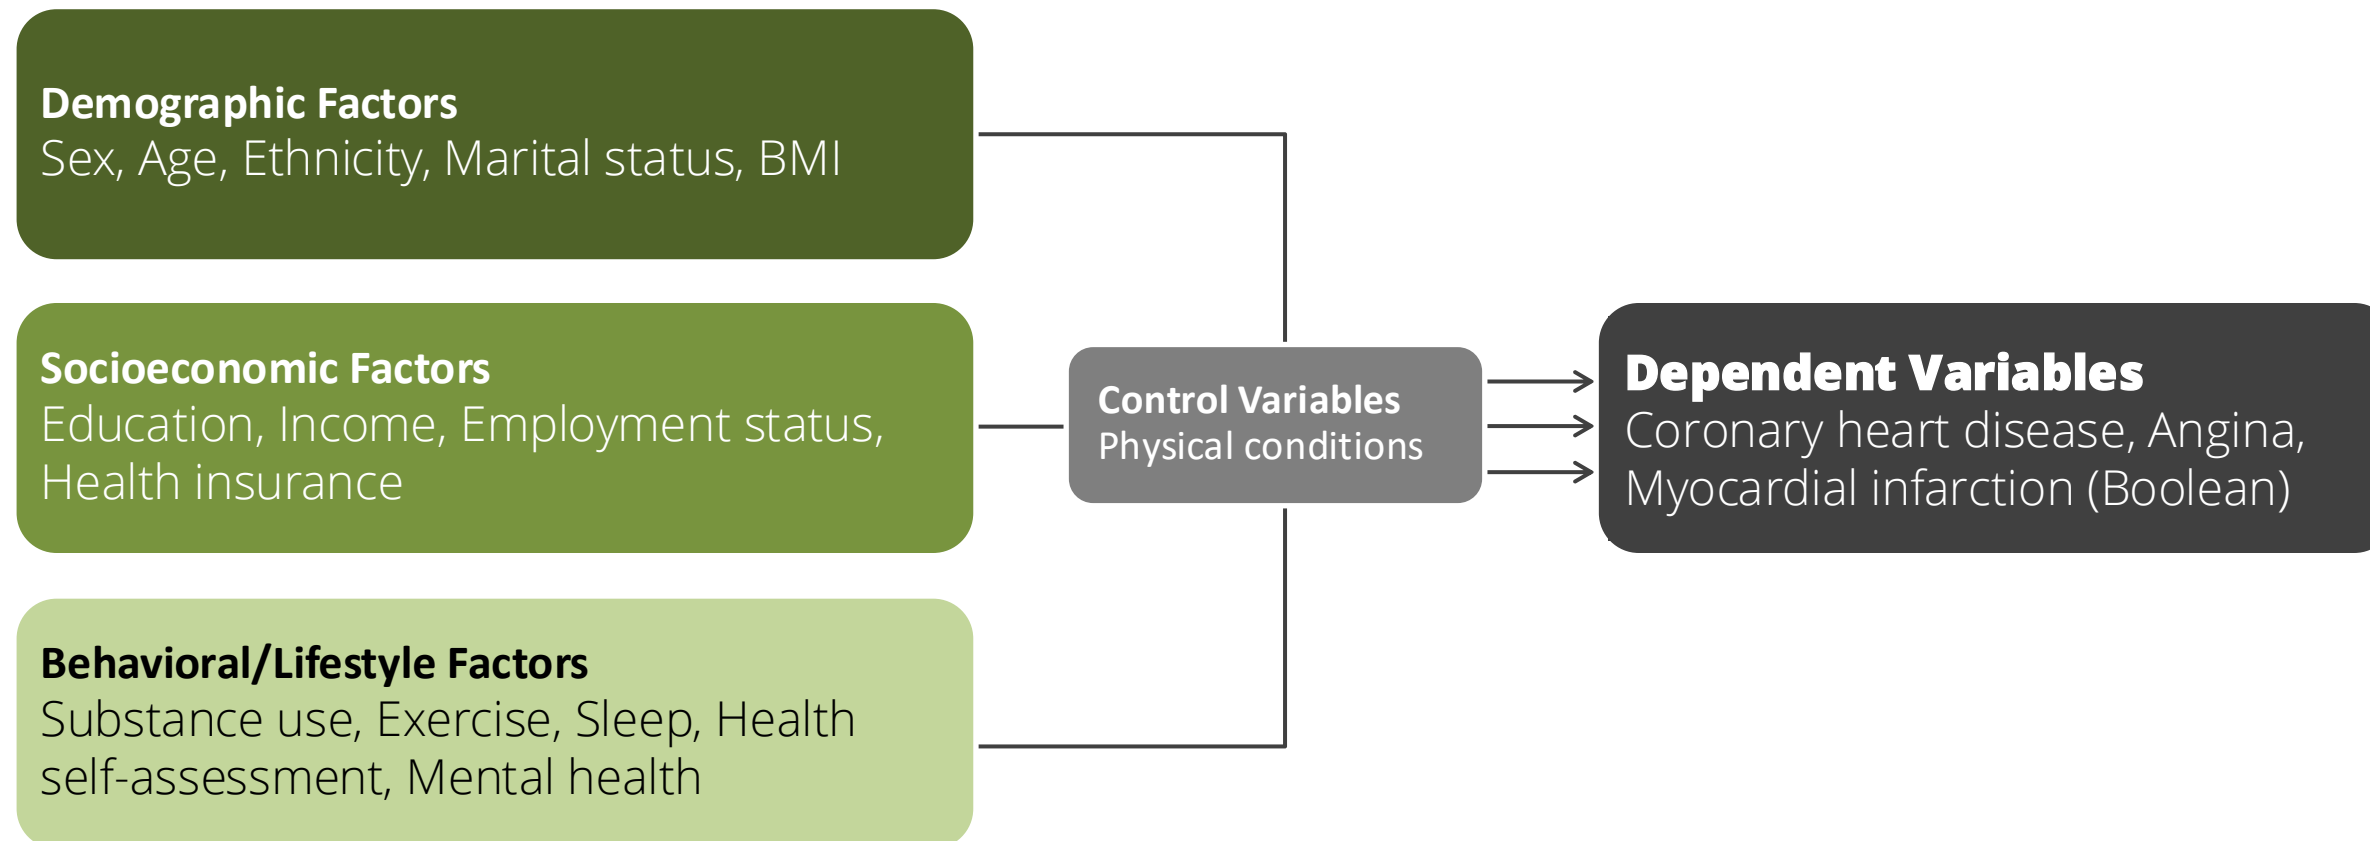 Demographic Factors
Sex, Age, Ethnicity, Marital status, BMI
Socioeconomic Factors
Education, Income, Employment status,
Health insurance
Behavioral/Lifestyle Factors
Substance use, Exercise, Sleep, Health
self-assessment, Mental health
Control Variables
Physical conditions
Dependent Variables
Coronary heart disease, Angina,
Myocardial infarction (Boolean)